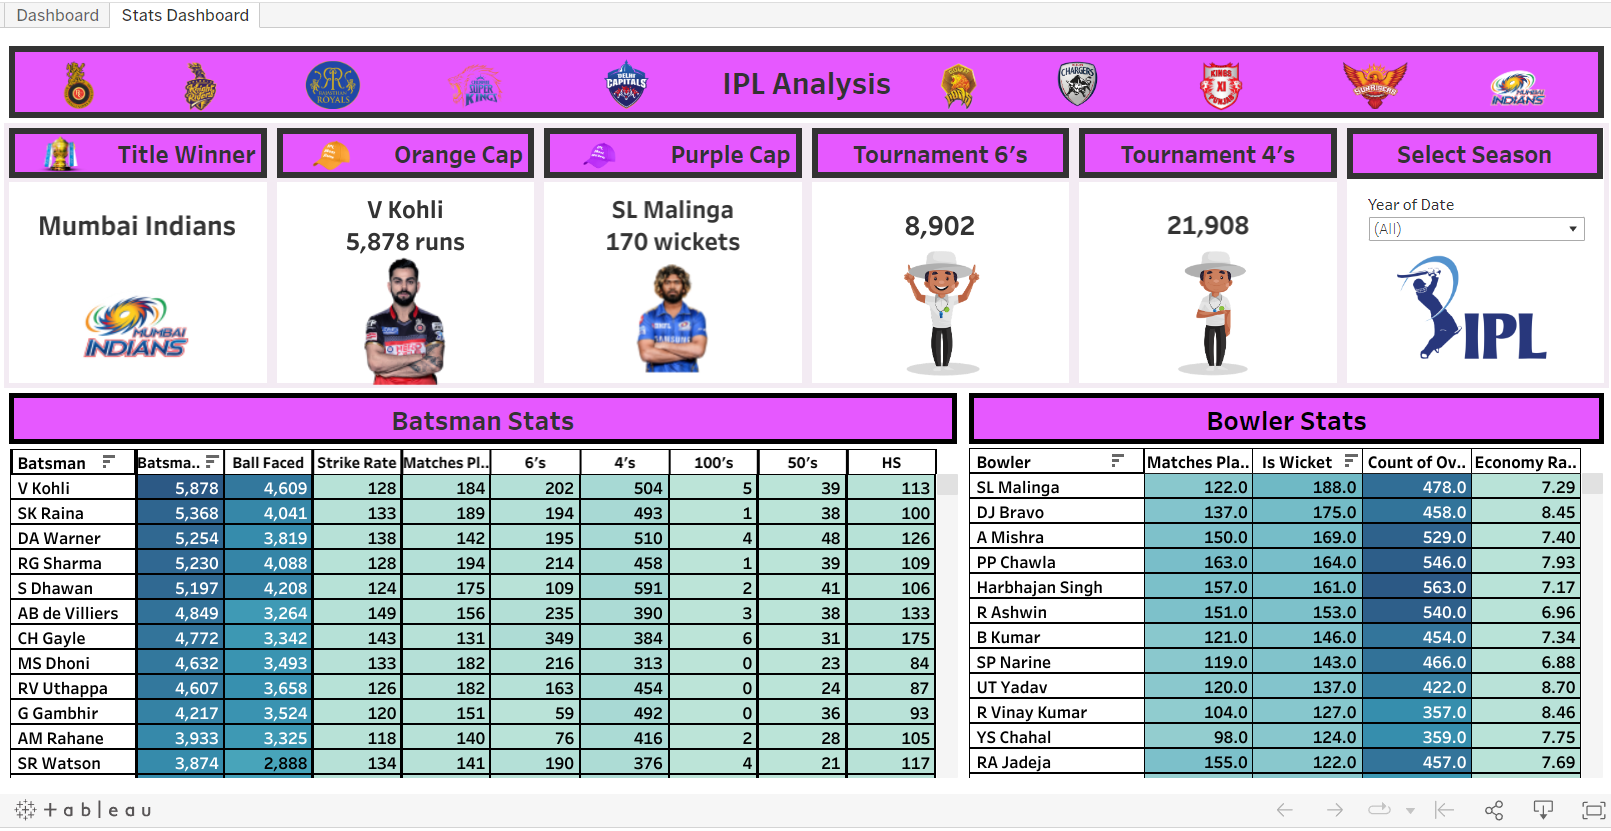 Dashboard Stats Dashboard
RAJASTHAN ROYALS
SUPER KINGS
DELHI CAPITALS
IPL Analysis
CHARGERS
KINGS XI PUNJAB
SUNRISERS
MUMBAI INDIANS
Title Winner
Orange Cap
Purple Cap
Tournament 6's
Tournament 4's
Select Season
Mumbai Indians
MUMBAI
INDIANS
V Kohli
5,878 runs
SL Malinga
170 wickets
SAMSUNG
8,902
21,908
Year of Date
(All)
IPL
Batsman Stats
Batsman Batsma.. Ball Faced Strike Rate Matches Pl.. 6's 4's 100's 50's HS
V Kohli 5,878 4,609 128 184 202 504 5 39 113
SK Raina 5,368 4,041 133 189 194 493 1 38 100
DA Warner 5,254 3,819 138 142 195 510 4 48 126
RG Sharma 5,230 4,088 128 194 214 458 1 39 109
S Dhawan 5,197 4,208 124 175 109 591 2 41 106
AB de Villiers 4,849 3,264 149 156 235 390 3 38 133
CH Gayle 4,772 3,342 143 131 349 384 6 31 175
MS Dhoni 4,632 3,493 133 182 216 313 0 23 84
RV Uthappa 4,607 3,658 126 182 163 454 0 24 87
G Gambhir 4,217 3,524 120 151 59 492 0 36 93
AM Rahane 3,933 3,325 118 140 76 416 2 28 105
SR Watson 3,874 2,888 134 141 190 376 4 21 117
Bowler Stats
Bowler Matches Pla.. Is Wicket Count of Ov.. Economy Ra..
SL Malinga 122.0 188.0 478.0 7.29
DJ Bravo 137.0 175.0 458.0 8.45
A Mishra 150.0 169.0 529.0 7.40
PP Chawla 163.0 164.0 546.0 7.93
Harbhajan Singh 157.0 161.0 563.0 7.17
R Ashwin 151.0 153.0 540.0 6.96
B Kumar 121.0 146.0 454.0 7.34
SP Narine 119.0 143.0 466.0 6.88
UT Yadav 120.0 137.0 422.0 8.70
R Vinay Kumar 104.0 127.0 357.0 8.46
YS Chahal 98.0 124.0 359.0 7.75
RA Jadeja 155.0 122.0 457.0 7.69
+ a b l e a u